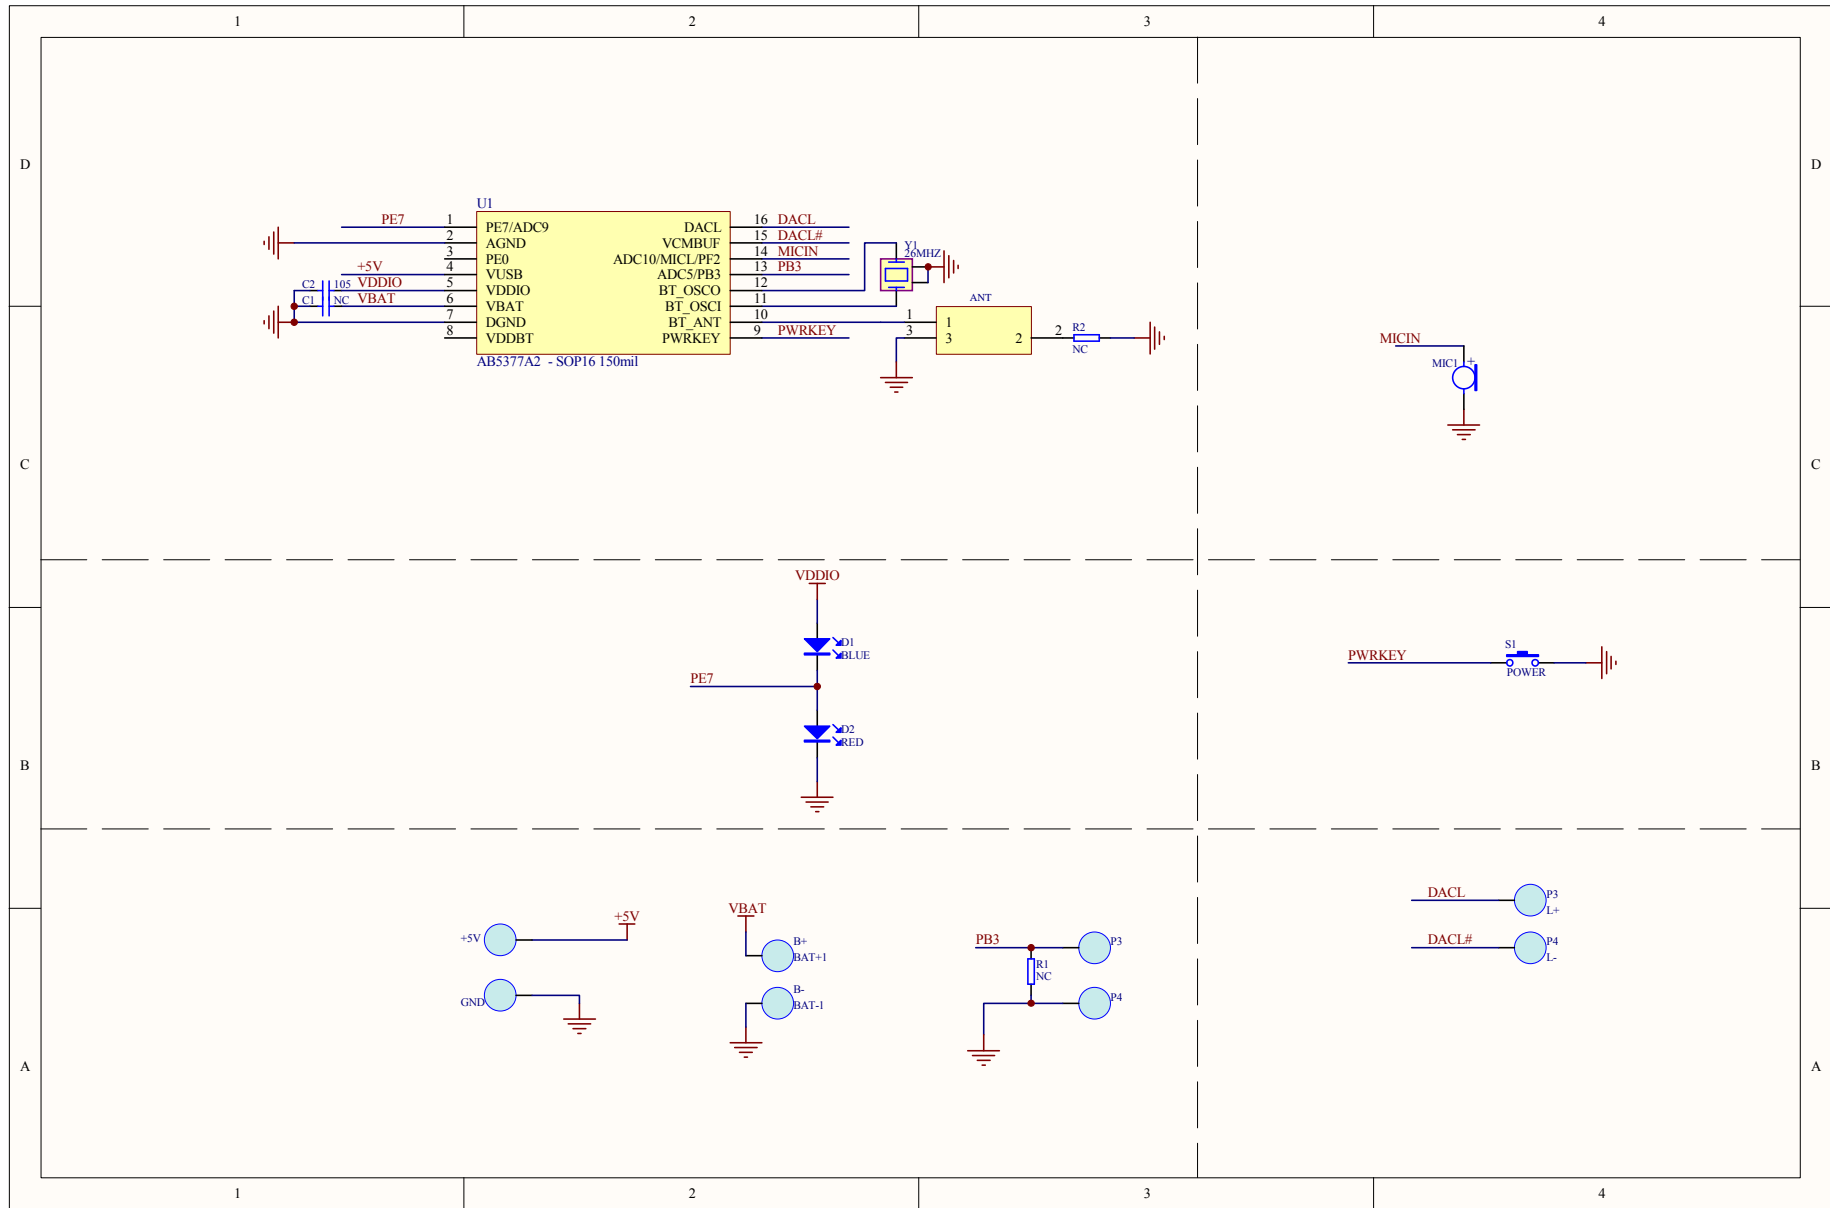 1 2 3 4
D D
U1
PE7 1 PE7/ADC9 DACL 16 DACL
2 AGND VCMBUF 15 DACL#
3 PE0 ADC10/MICL/PF2 14 MICIN
+5V 4 VUSB ADC5/PB3 13 PB3
C2 105 VDDIO 5 VDDIO BT_OSCO 12
C1 NC VBAT 6 VBAT BT_OSCI 11
7 DGND BT_ANT 10
8 VDDBT PWRKEY 9 PWRKEY
AB5377A2 - SOP16 150mil
Y1
26MHZ
ANT
1 1
3 3 2 2
R2
NC
MICIN
MIC1 +
C C
VDDIO
D1
BLUE
PE7
D2
RED
PWRKEY
S1
POWER
B B
+5V +5V
GND
VBAT
B+
BAT+1
B-
BAT-1
PB3 P3
R1
NC
P4
DACL P3
L+
DACL# P4
L-
A A
1 2 3 4